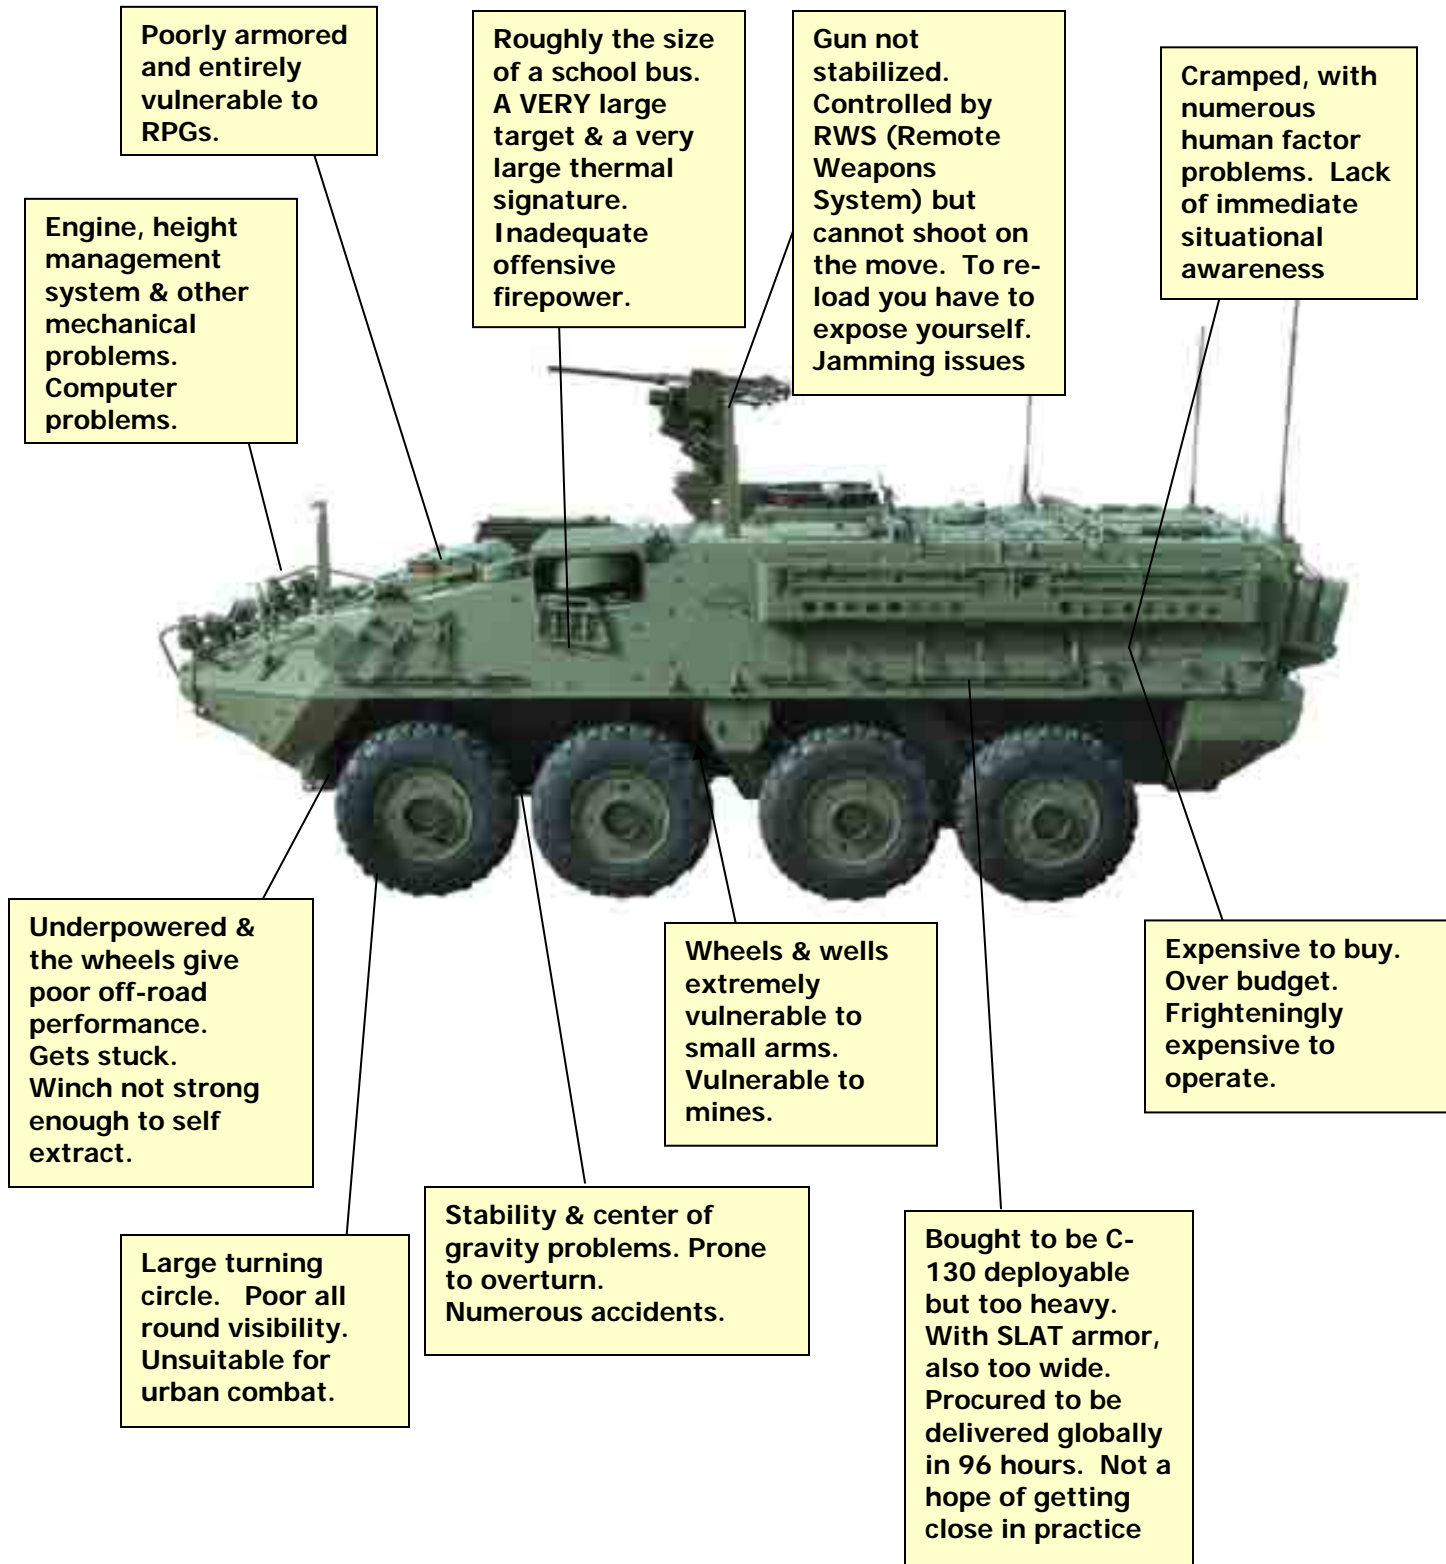 Poorly armored
and entirely
vulnerable to
RPGs.
Roughly the size
of a school bus.
A VERY large
target & a very
large thermal
signature.
Inadequate
offensive
firepower.
Gun not
stabilized.
Controlled by
RWS (Remote
Weapons
System) but
cannot shoot on
the move.  To re-
load you have to
expose yourself.
Jamming issues
Cramped, with
numerous
human factor
problems.  Lack
of immediate
situational
awareness
Engine, height
management
system & other
mechanical
problems.
Computer
problems.
Underpowered &
the wheels give
poor off-road
performance.
Gets stuck.
Winch not strong
enough to self
extract.
Wheels & wells
extremely
vulnerable to
small arms.
Vulnerable to
mines.
Expensive to buy.
Over budget.
Frighteningly
expensive to
operate.
Large turning
circle.   Poor all
round visibility.
Unsuitable for
urban combat.
Stability & center of
gravity problems. Prone
to overturn.
Numerous accidents.
Bought to be C-
130 deployable
but too heavy.
With SLAT armor,
also too wide.
Procured to be
delivered globally
in 96 hours.  Not a
hope of getting
close in practice